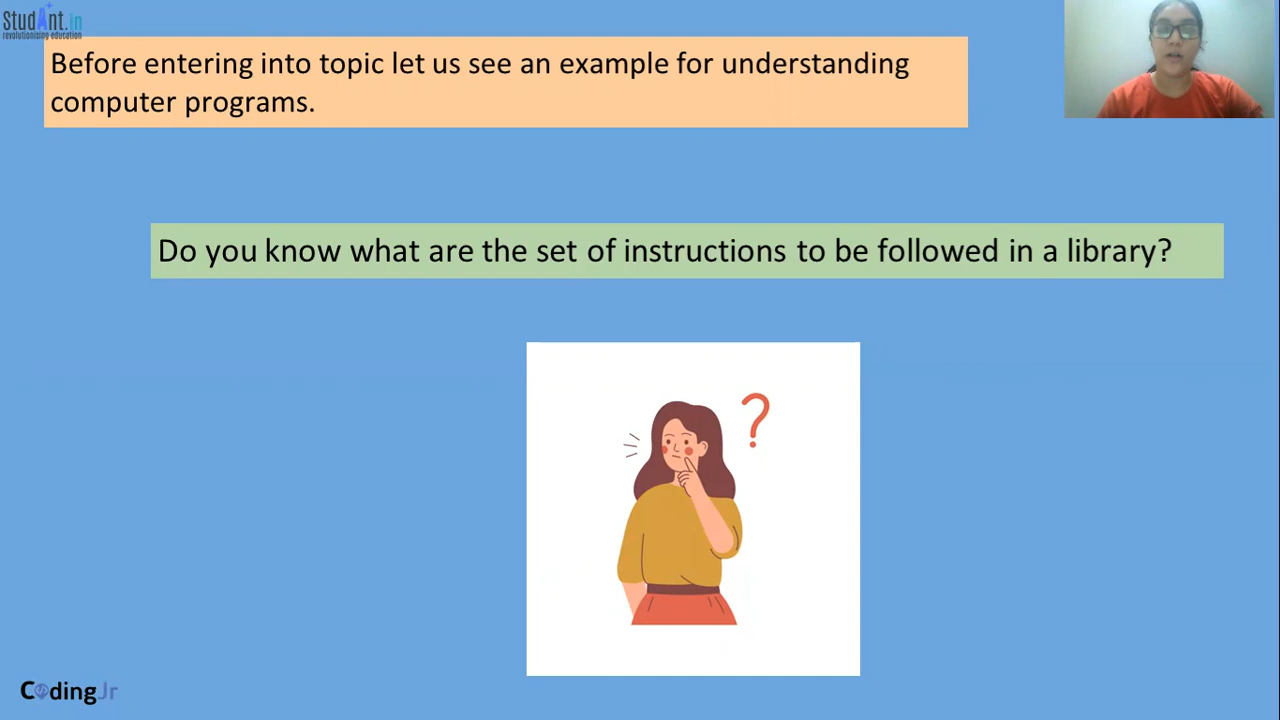 StudAnt.in
revolutionising education
Before entering into topic let us see an example for understanding
computer programs.
Do you know what are the set of instructions to be followed in a library?
?
CodingJr